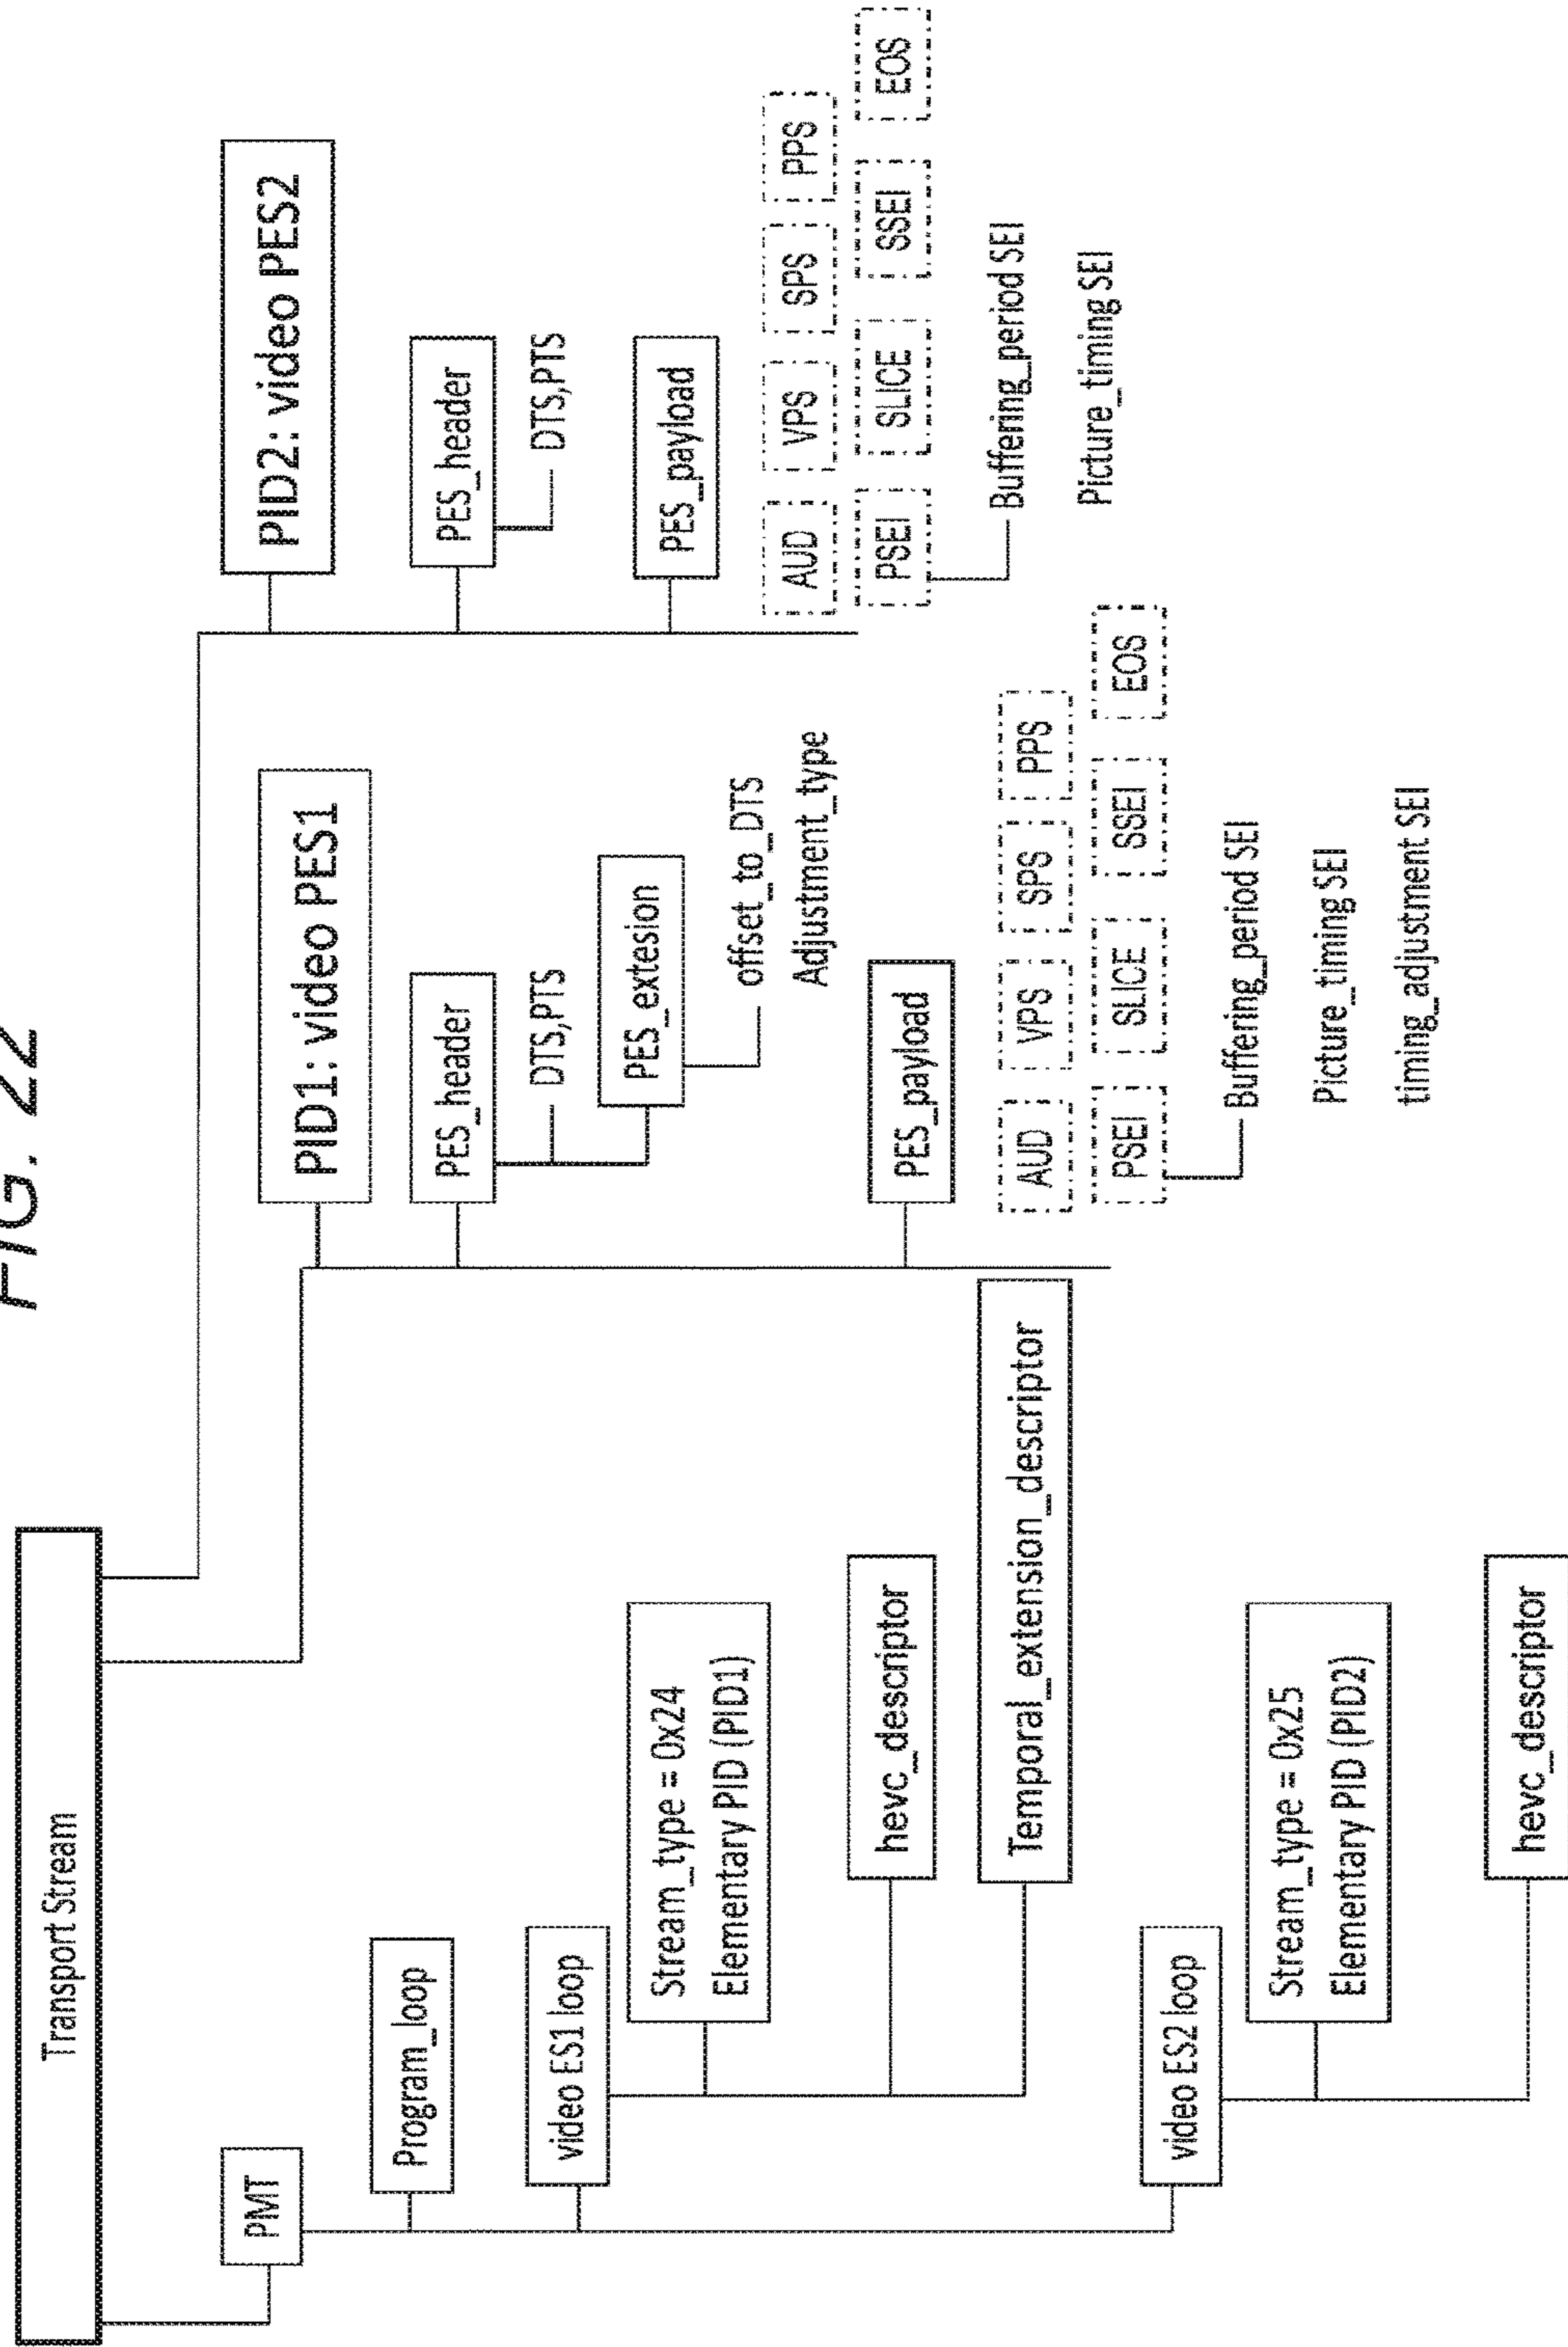 FIG. 22
Transport Stream
PMT
Program_loop
video ES1 loop
Stream_type = 0x24
Elementary PID (PID1)
hevc_descriptor
Temporal_extension_descriptor
video ES2 loop
Stream_type = 0x25
Elementary PID (PID2)
hevc_descriptor
PID1: video PES1
PES_header
DTS,PTS
PES_extesion
offset_to_DTS
Adjustment_type
PES_payload
AUD VPS SPS PPS
PSEI SLICE SSEI EOS
Buffering_period SEI
Picture_timing SEI
timing_adjustment SEI
PID2: video PES2
PES_header
DTS,PTS
PES_payload
AUD VPS SPS PPS
PSEI SLICE SSEI EOS
Buffering_period SEI
Picture_timing SEI